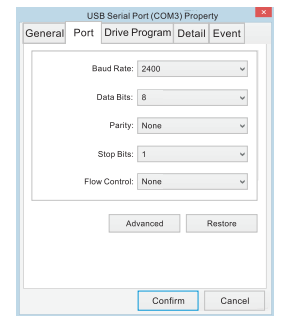 USB Serial Port (COM3) Property
General Port Drive Program Detail Event
Baud Rate: 2400
Data Bits: 8
Parity: None
Stop Bits: 1
Flow Control: None
Advanced Restore
Confirm Cancel